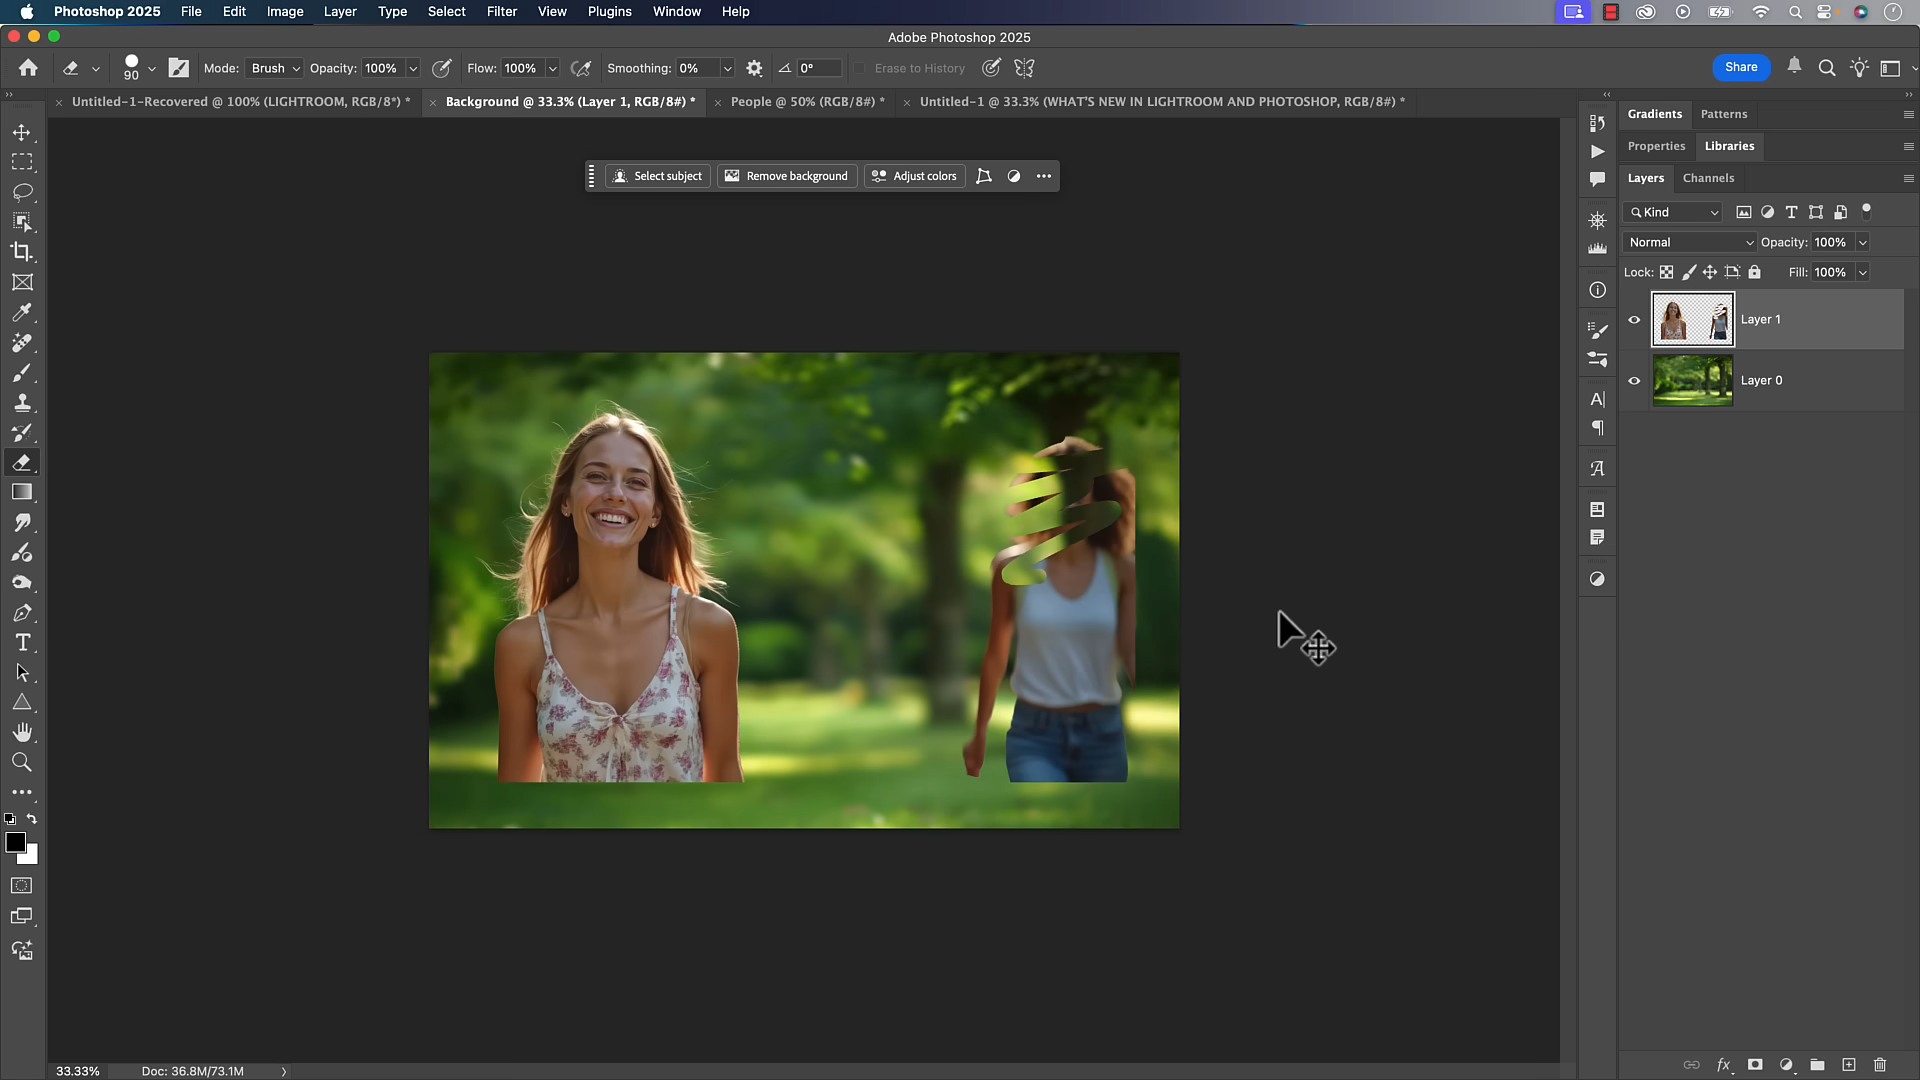 Photoshop 2025 File Edit Image Layer Type Select Filter View Plugins Window Help
Adobe Photoshop 2025
90 Mode: Brush Opacity: 100% Flow: 100% Smoothing: 0% 0° Erase to History Share
Untitled-1-Recovered @ 100% (LIGHTROOM, RGB/8*) * Background @ 33.3% (Layer 1, RGB/8#) * People @ 50% (RGB/8#) * Untitled-1 @ 33.3% (WHAT'S NEW IN LIGHTROOM AND PHOTOSHOP, RGB/8#) *
Gradients Patterns
Properties Libraries
Select subject Remove background Adjust colors
Layers Channels
Kind
Normal Opacity: 100%
Lock: Fill: 100%
Layer 1
Layer 0
33.33% Doc: 36.8M/73.1M
fx